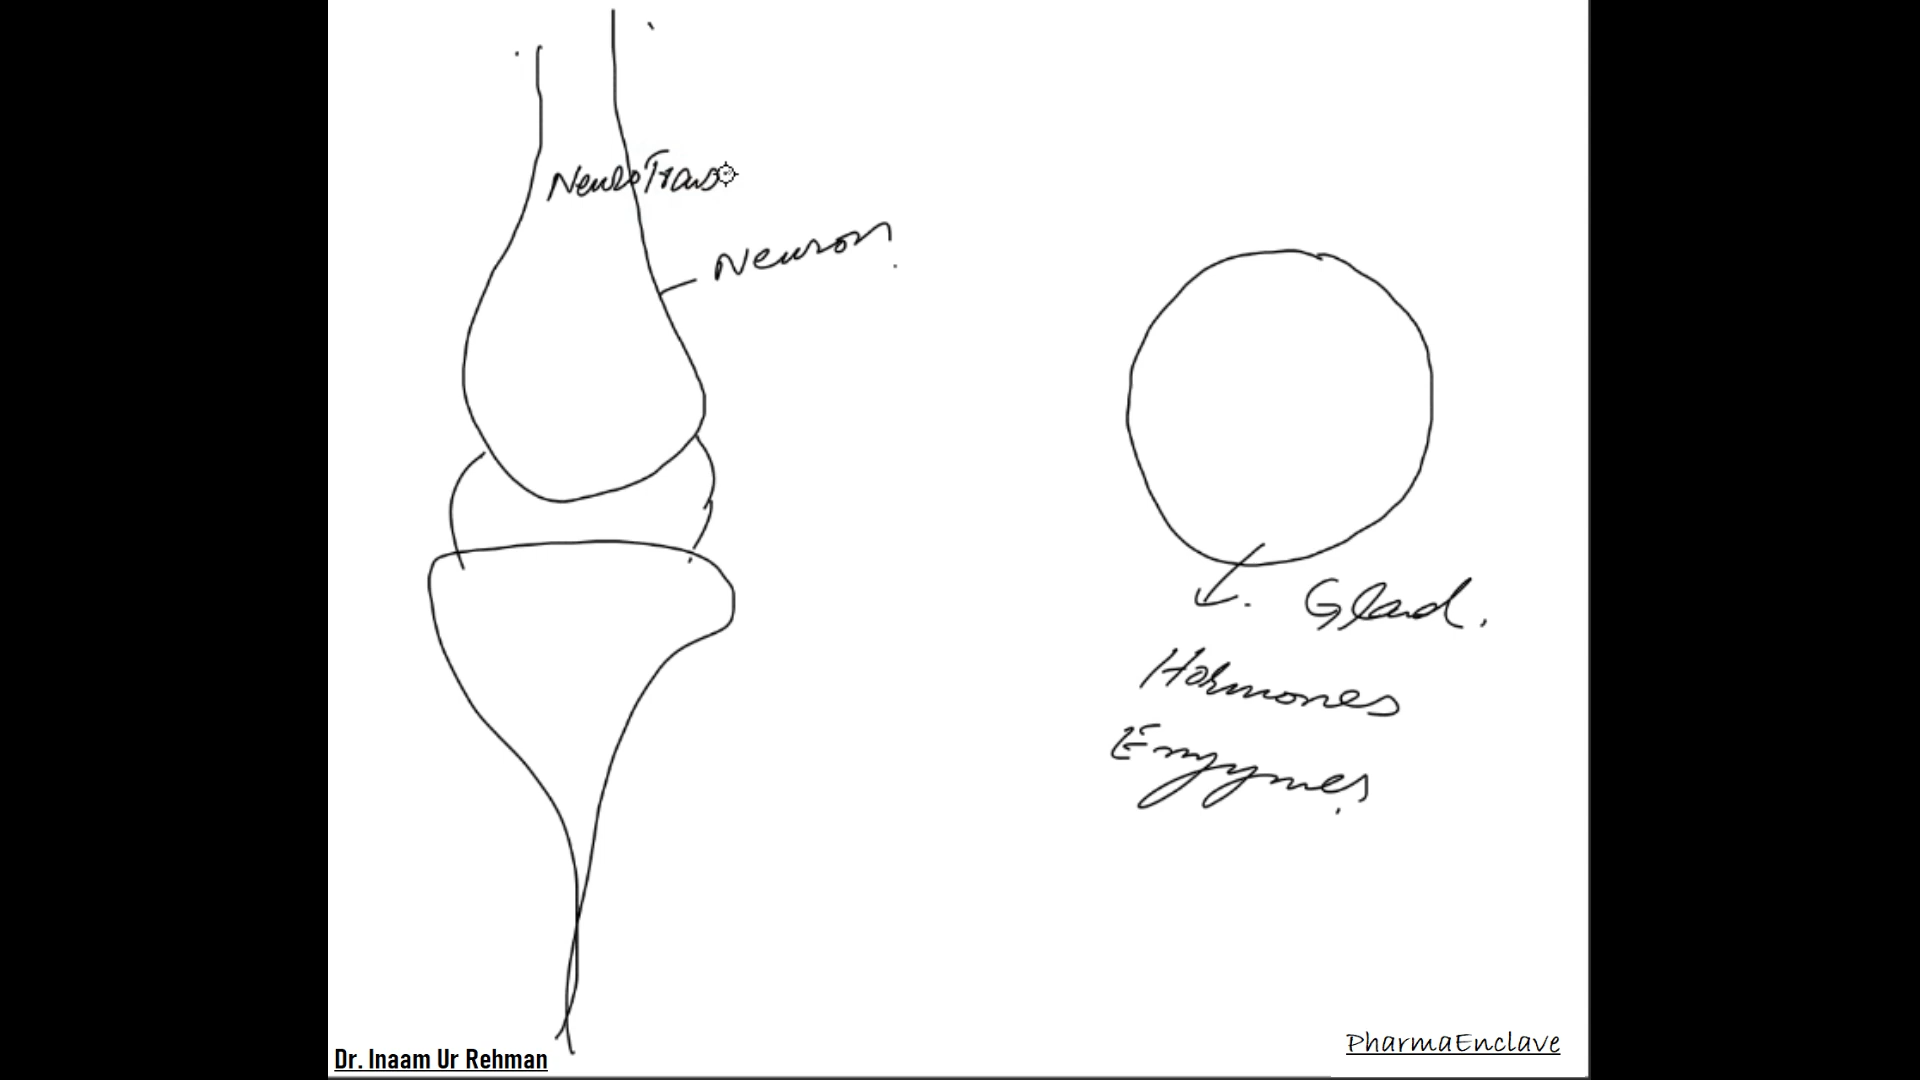 NeuroTrans
Neuron.
Gland.
Hormones
Enzymes
Dr. Inaam Ur Rehman
PharmaEnclave